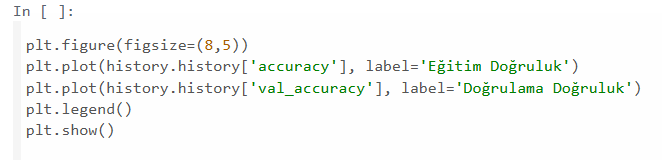 In [ ]:
plt.figure(figsize=(8,5))
plt.plot(history.history['accuracy'], label='Eğitim Doğruluk')
plt.plot(history.history['val_accuracy'], label='Doğrulama Doğruluk')
plt.legend()
plt.show()